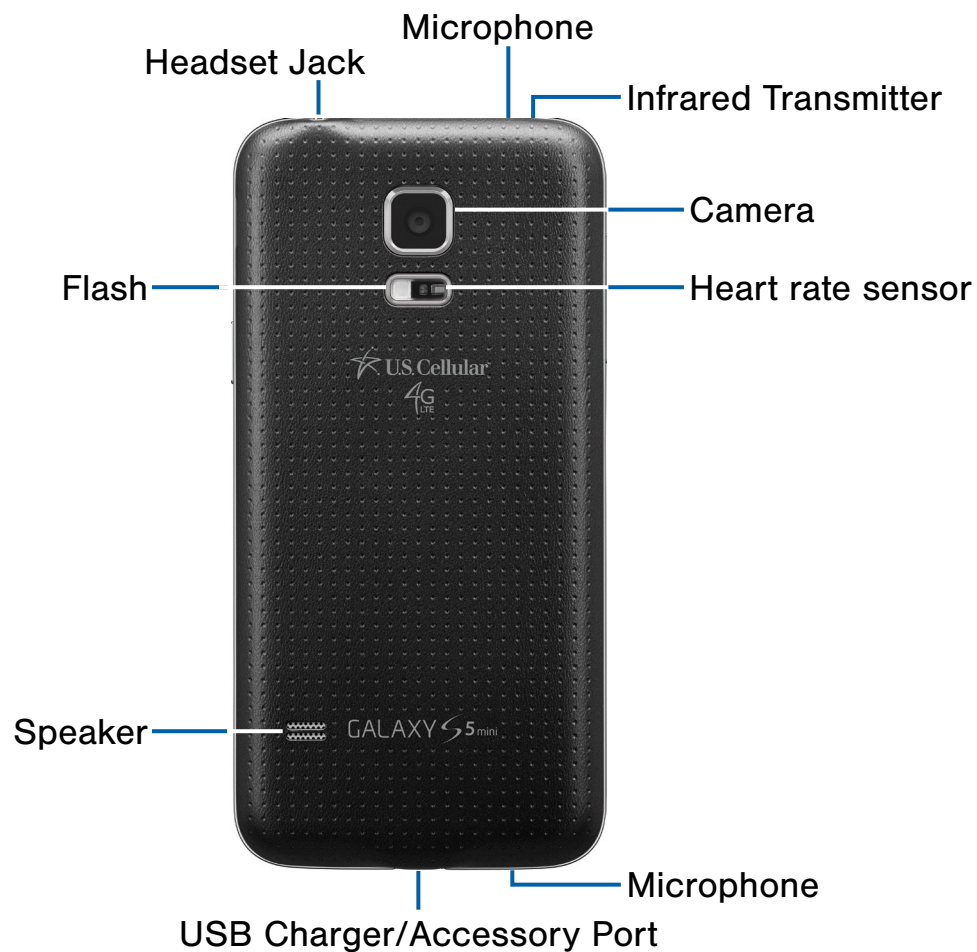 Microphone
Headset Jack
Infrared Transmitter
Camera
Flash
Heart rate sensor
U.S. Cellular
4G
LTE
Speaker
GALAXY S5 mini
Microphone
USB Charger/Accessory Port